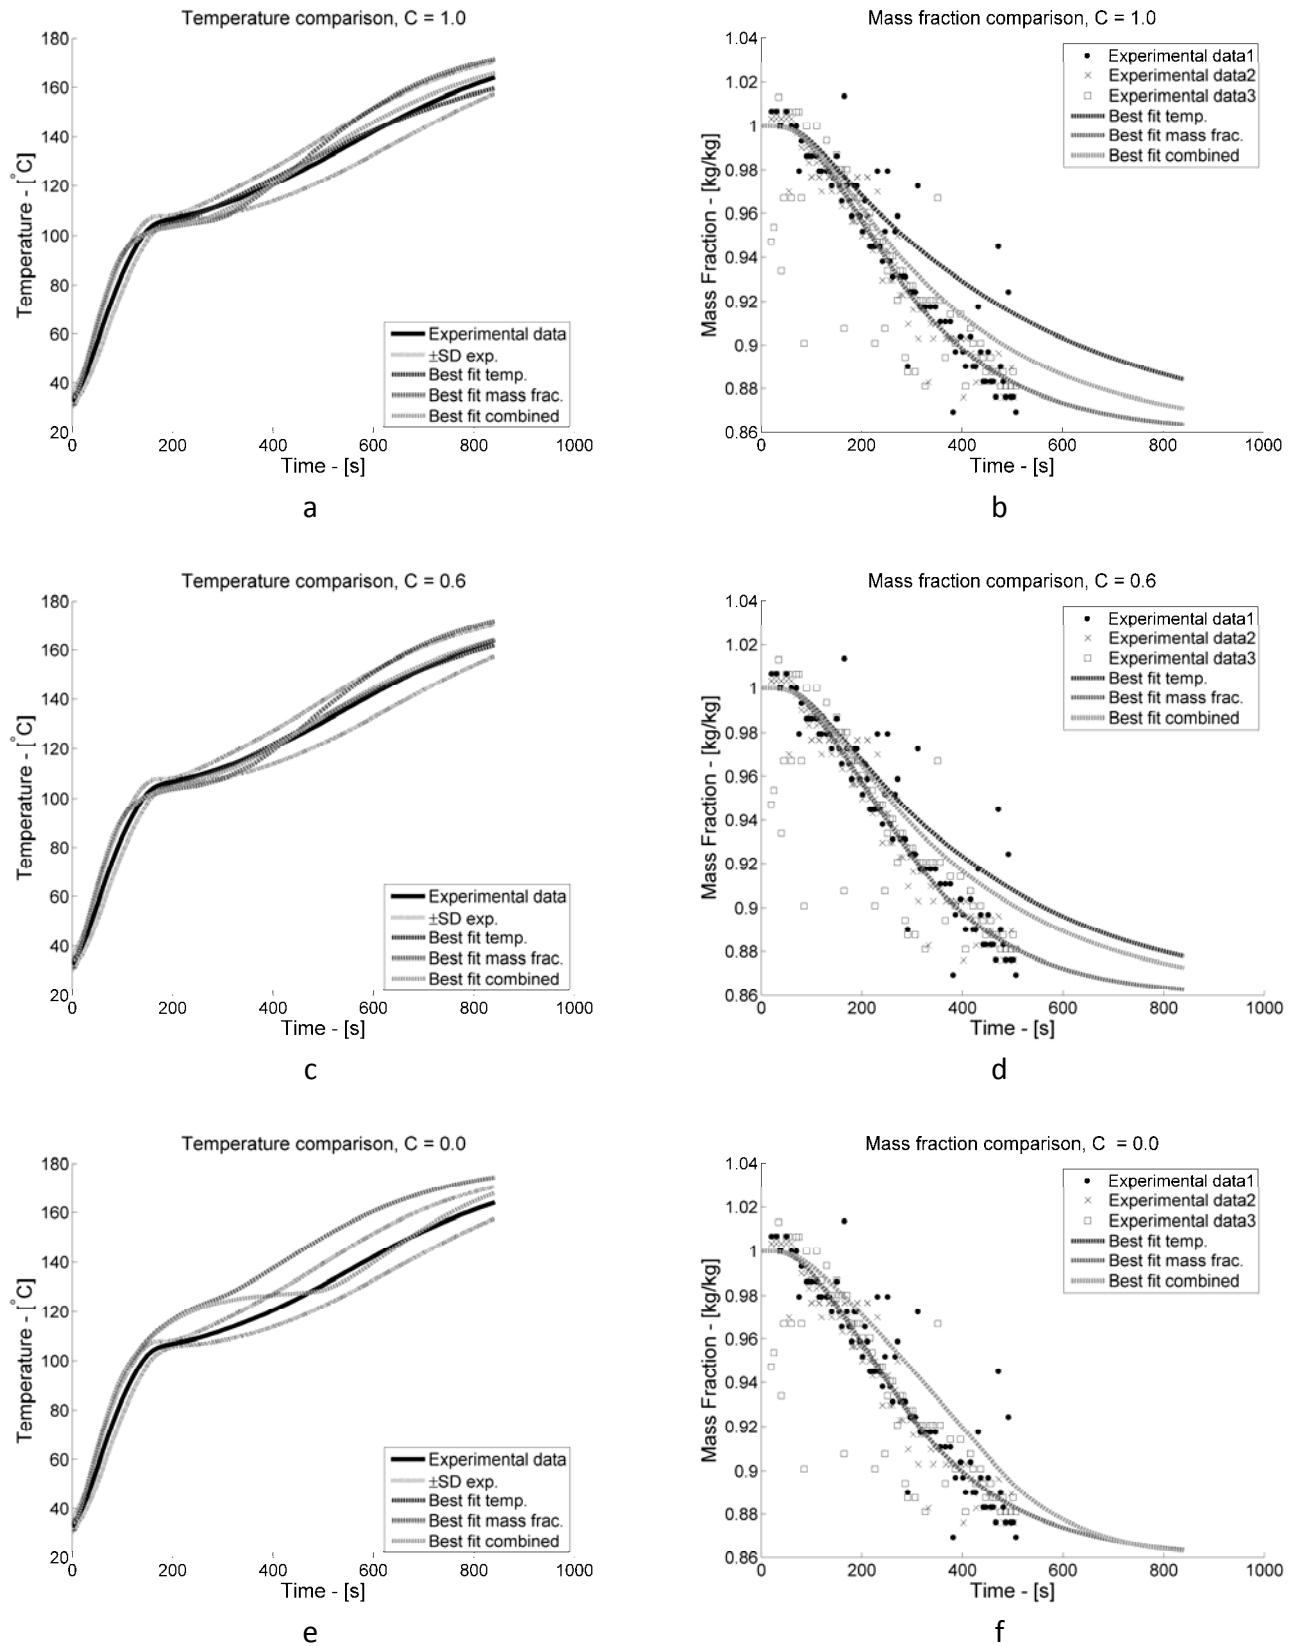 Temperature comparison, C = 1.0
180
160
140
120
100
80
60
40
20
0
200
400
600
800
1000
Temperature - [°C]
Time - [s]
Experimental data
±SD exp.
Best fit temp.
Best fit mass frac.
Best fit combined
a
Mass fraction comparison, C = 1.0
1.04
1.02
1
0.98
0.96
0.94
0.92
0.9
0.88
0.86
0
200
400
600
800
1000
Mass Fraction - [kg/kg]
Time - [s]
Experimental data1
Experimental data2
Experimental data3
Best fit temp.
Best fit mass frac.
Best fit combined
b
Temperature comparison, C = 0.6
180
160
140
120
100
80
60
40
20
0
200
400
600
800
1000
Temperature - [°C]
Time - [s]
Experimental data
±SD exp.
Best fit temp.
Best fit mass frac.
Best fit combined
c
Mass fraction comparison, C = 0.6
1.04
1.02
1
0.98
0.96
0.94
0.92
0.9
0.88
0.86
0
200
400
600
800
1000
Mass Fraction - [kg/kg]
Time - [s]
Experimental data1
Experimental data2
Experimental data3
Best fit temp.
Best fit mass frac.
Best fit combined
d
Temperature comparison, C = 0.0
180
160
140
120
100
80
60
40
20
0
200
400
600
800
1000
Temperature - [°C]
Time - [s]
Experimental data
±SD exp.
Best fit temp.
Best fit mass frac.
Best fit combined
e
Mass fraction comparison, C = 0.0
1.04
1.02
1
0.98
0.96
0.94
0.92
0.9
0.88
0.86
0
200
400
600
800
1000
Mass Fraction - [kg/kg]
Time - [s]
Experimental data1
Experimental data2
Experimental data3
Best fit temp.
Best fit mass frac.
Best fit combined
f